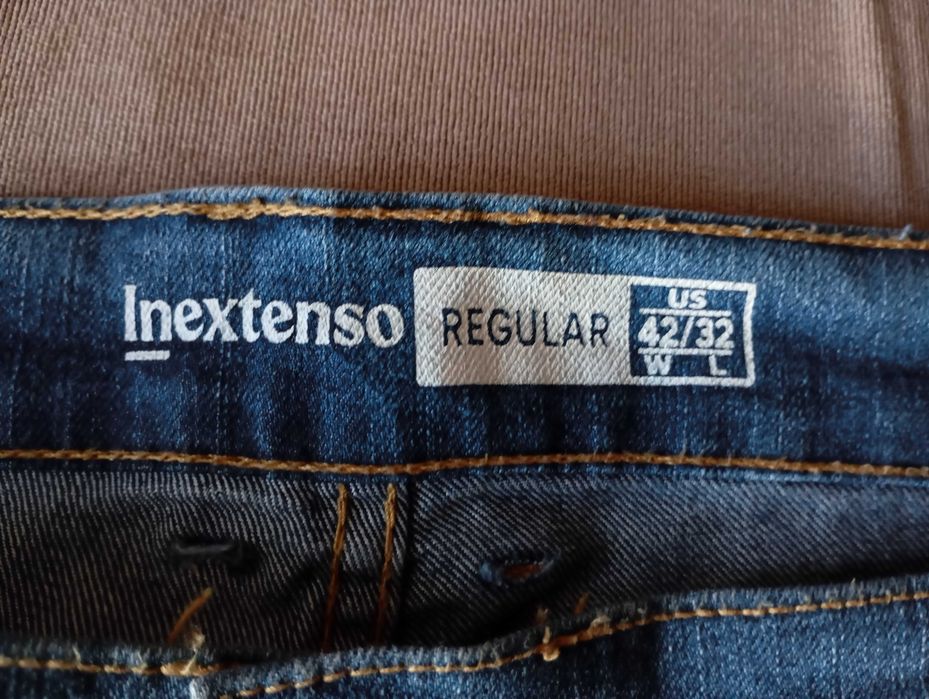 Inextenso
REGULAR
US
42/32
W L